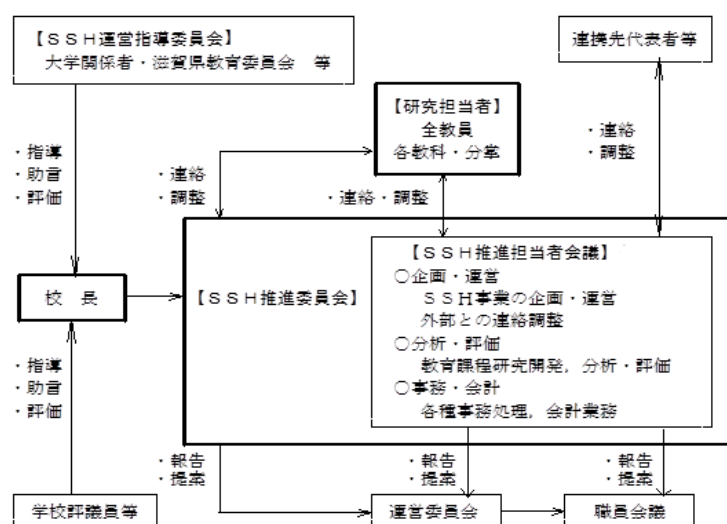 【ＳＳＨ運営指導委員会】
大学関係者・滋賀県教育委員会　等
連携先代表者等
【研究担当者】
全教員
各教科・分掌
・指導
・助言
・評価
・連絡
・調整
・連絡・調整
・連絡
・調整
校　長
【ＳＳＨ推進委員会】
【ＳＳＨ推進担当者会議】
○企画・運営
ＳＳＨ事業の企画・運営
外部との連絡調整
○分析・評価
教育課程研究開発，分析・評価
○事務・会計
各種事務処理，会計業務
・指導
・助言
・評価
・報告
・提案
・報告
・提案
・報告
・提案
学校評議員等
運営委員会
職員会議